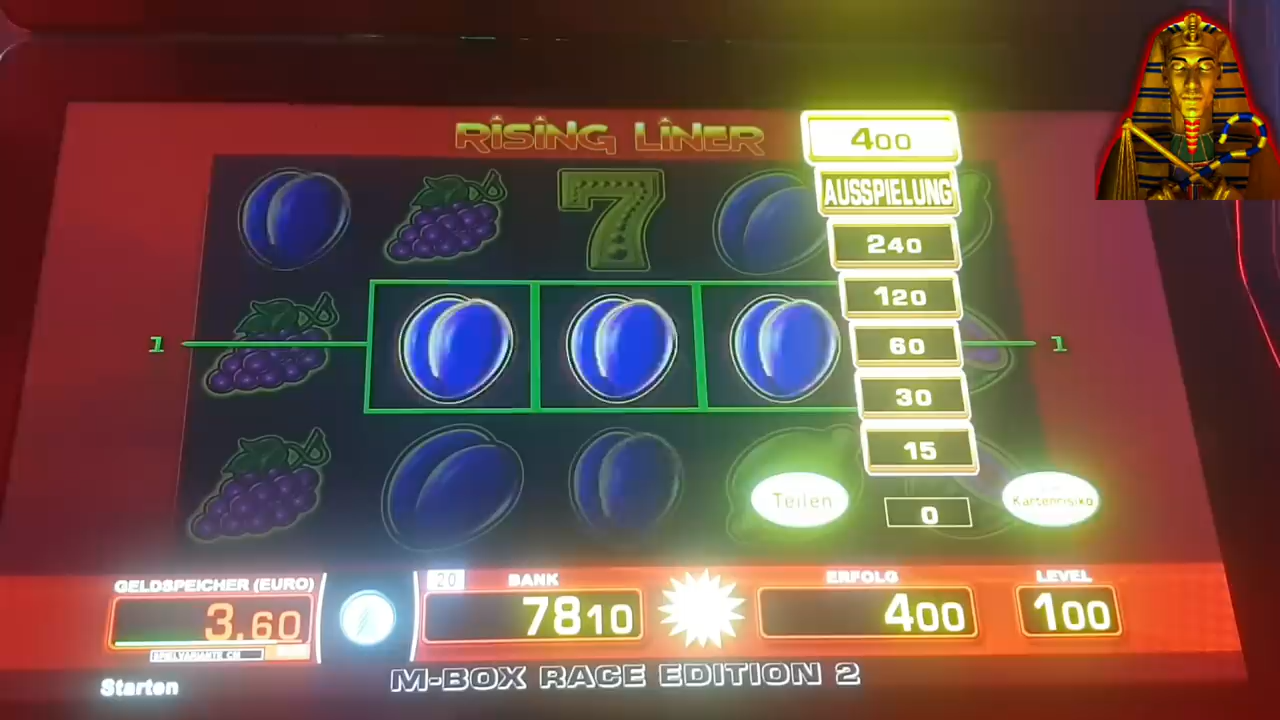 RISING LINER
400
AUSSPIELUNG
240
120
1 1
60
30
15
Teilen
0
Kartenrisiko
GELDSPEICHER (EURO)
3.60
20
BANK
7810
ERFOLG
400
LEVEL
100
M-BOX RACE EDITION 2
Starten